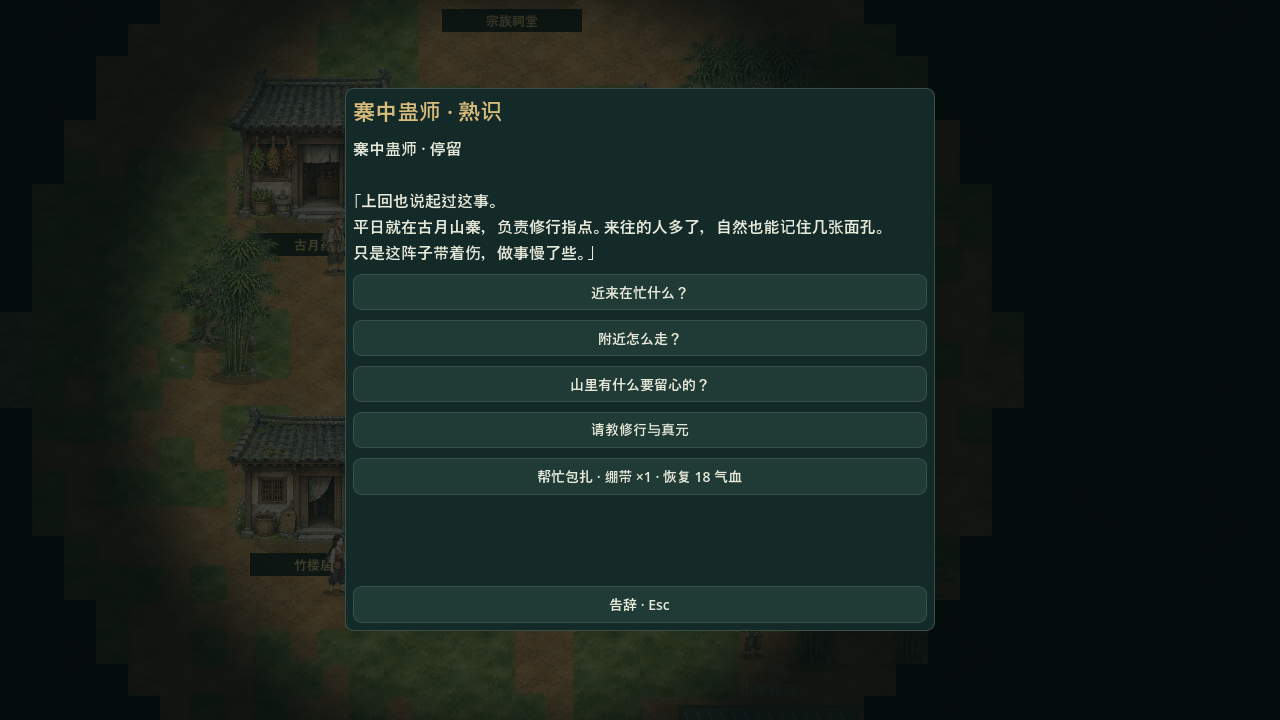 宗族祠堂
寨中蛊师 · 熟识
寨中蛊师 · 停留
「上回也说起过这事。
平日就在古月山寨，负责修行指点。来往的人多了，自然也能记住几张面孔。
只是这阵子带着伤，做事慢了些。」
古月
近来在忙什么？
附近怎么走？
山里有什么要留心的？
请教修行与真元
帮忙包扎 · 绷带 ×1 · 恢复 18 气血
竹楼居
告辞 · Esc